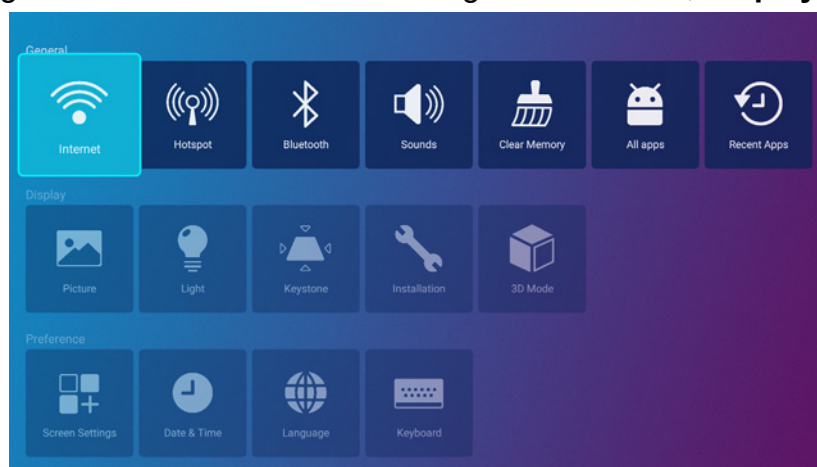 General
Internet Hotspot Bluetooth Sounds Clear Memory All apps Recent Apps
Display
Picture Light Keystone Installation 3D Mode
Preference
Screen Settings Date & Time Language Keyboard